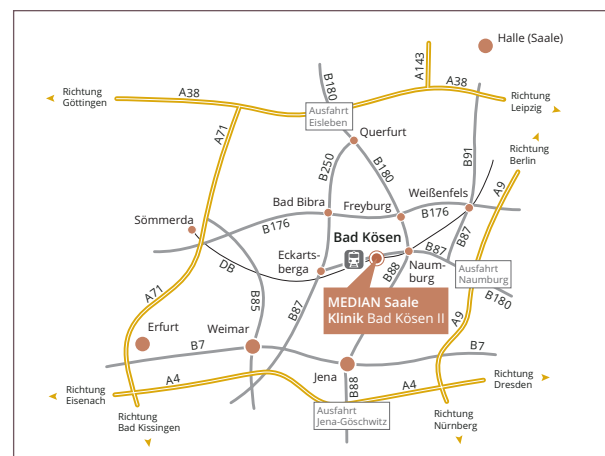 Halle (Saale)
A143
B180
A38
A38
Richtung
Göttingen
Richtung
Leipzig
Ausfahrt
Eisleben
A71
Querfurt
Richtung
Berlin
B91
B250
B180
A9
Weißenfels
Bad Bibra
Freyburg
B176
Sömmerda
B176
B87
Bad Kösen
B87
DB
Eckarts-
berga
Naum-
burg
Ausfahrt
Naumburg
B88
A71
B180
B85
MEDIAN Saale
Klinik Bad Kösen II
B87
A9
Erfurt
Weimar
B7
B7
Jena
Richtung
Dresden
A4
A4
B88
Richtung
Eisenach
Ausfahrt
Jena-Göschwitz
Richtung
Bad Kissingen
Richtung
Nürnberg